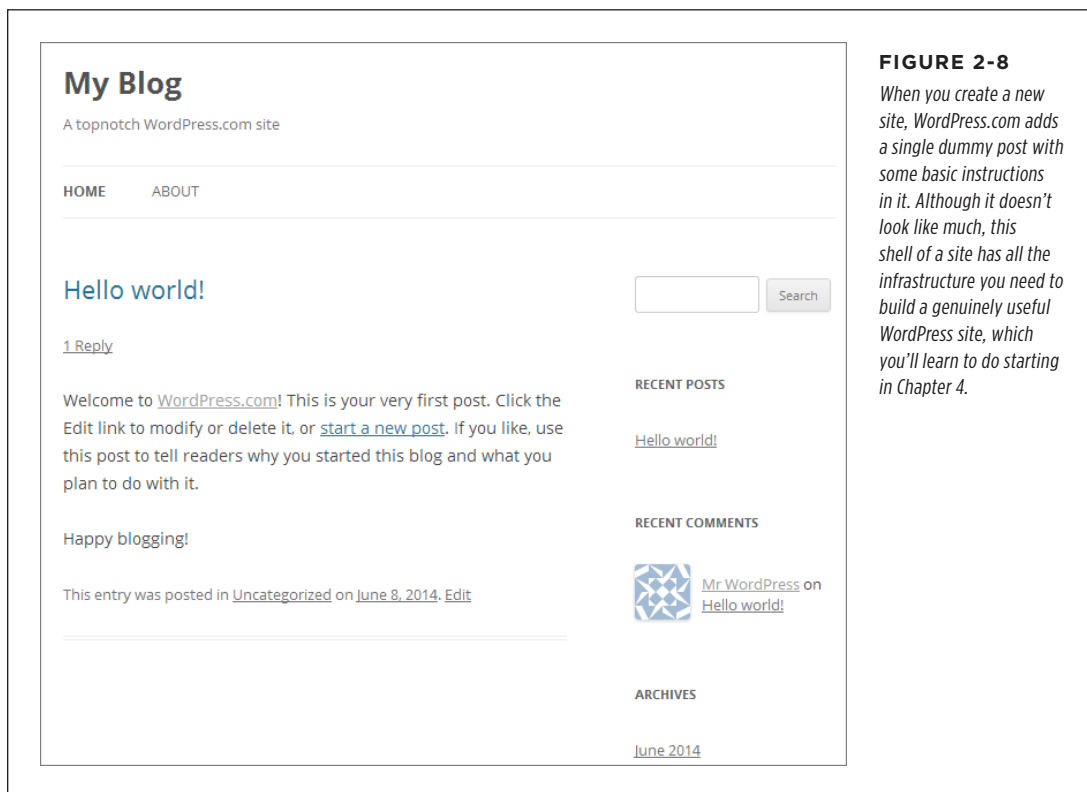 My Blog
A topnotch WordPress.com site
HOME ABOUT
Hello world!
1 Reply
Welcome to WordPress.com! This is your very first post. Click the
Edit link to modify or delete it, or start a new post. If you like, use
this post to tell readers why you started this blog and what you
plan to do with it.
Happy blogging!
This entry was posted in Uncategorized on June 8, 2014. Edit
Search
RECENT POSTS
Hello world!
RECENT COMMENTS
Mr WordPress on
Hello world!
ARCHIVES
June 2014
FIGURE 2-8
When you create a new
site, WordPress.com adds
a single dummy post with
some basic instructions
in it. Although it doesn’t
look like much, this
shell of a site has all the
infrastructure you need to
build a genuinely useful
WordPress site, which
you’ll learn to do starting
in Chapter 4.